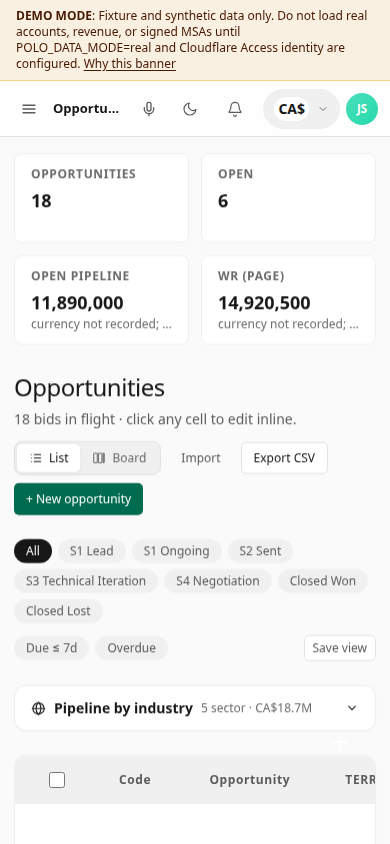 DEMO MODE: Fixture and synthetic data only. Do not load real
accounts, revenue, or signed MSAs until
POLO_DATA_MODE=real and Cloudflare Access identity are
configured. Why this banner
Opportu...
CA$
JS
OPPORTUNITIES
18
OPEN
6
OPEN PIPELINE
11,890,000
currency not recorded; ...
WR (PAGE)
14,920,500
currency not recorded; ...
Opportunities
18 bids in flight · click any cell to edit inline.
List
Board
Import
Export CSV
+ New opportunity
All
S1 Lead
S1 Ongoing
S2 Sent
S3 Technical Iteration
S4 Negotiation
Closed Won
Closed Lost
Due ≤ 7d
Overdue
Save view
Pipeline by industry 5 sector · CA$18.7M
Code
Opportunity
TERR